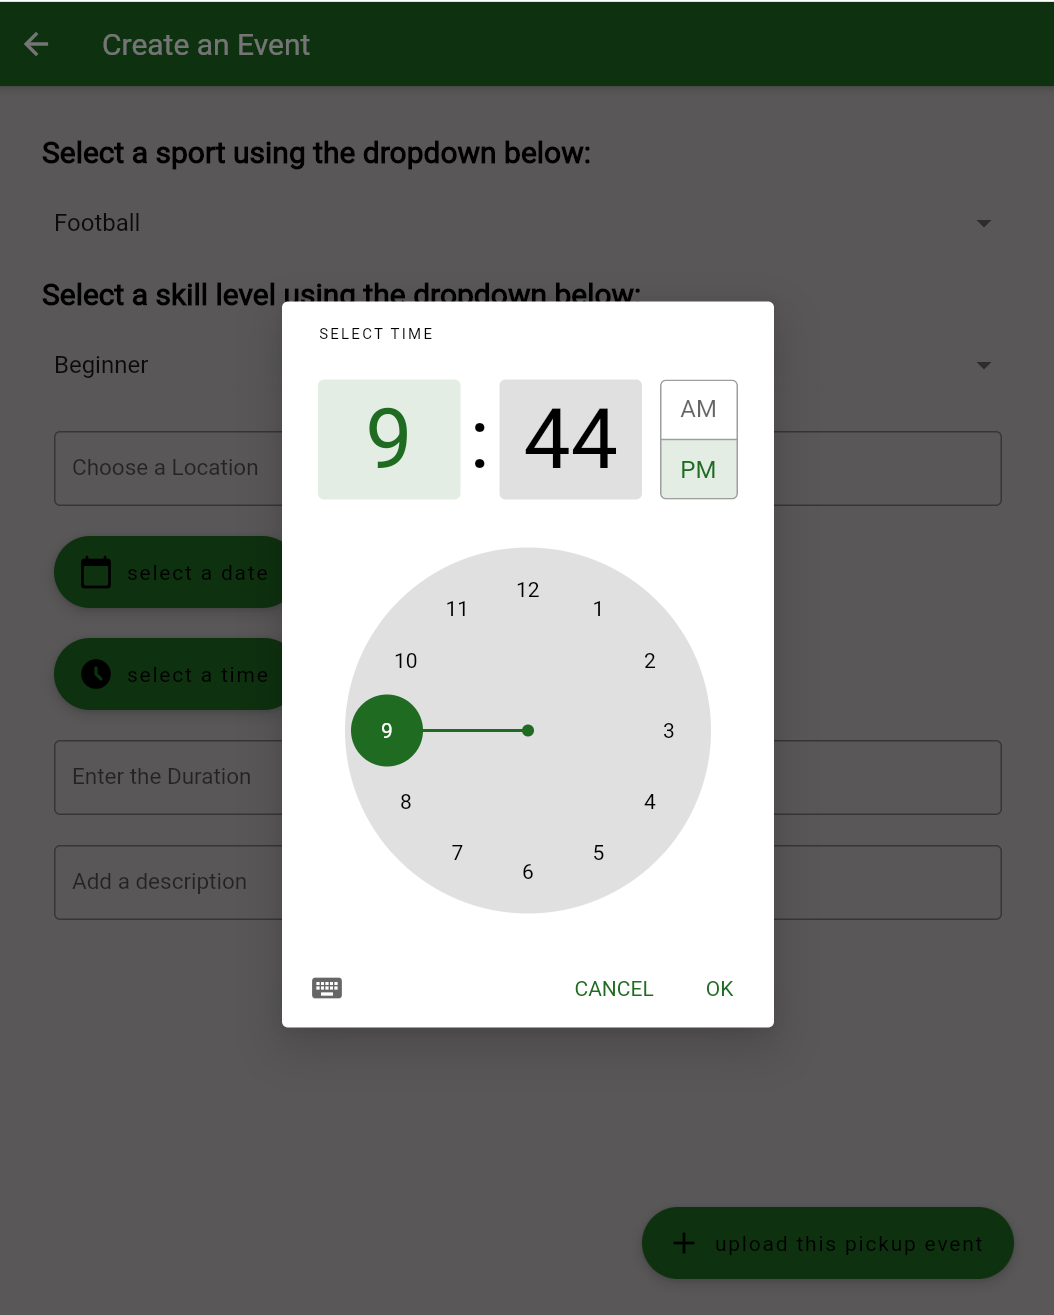 Create an Event
Select a sport using the dropdown below:
Football
Select a skill level using the dropdown below:
Beginner
Choose a Location
select a date
select a time
Enter the Duration
Add a description
SELECT TIME
9 : 44
AM
PM
12
1
2
3
4
5
6
7
8
9
10
11
CANCEL
OK
upload this pickup event